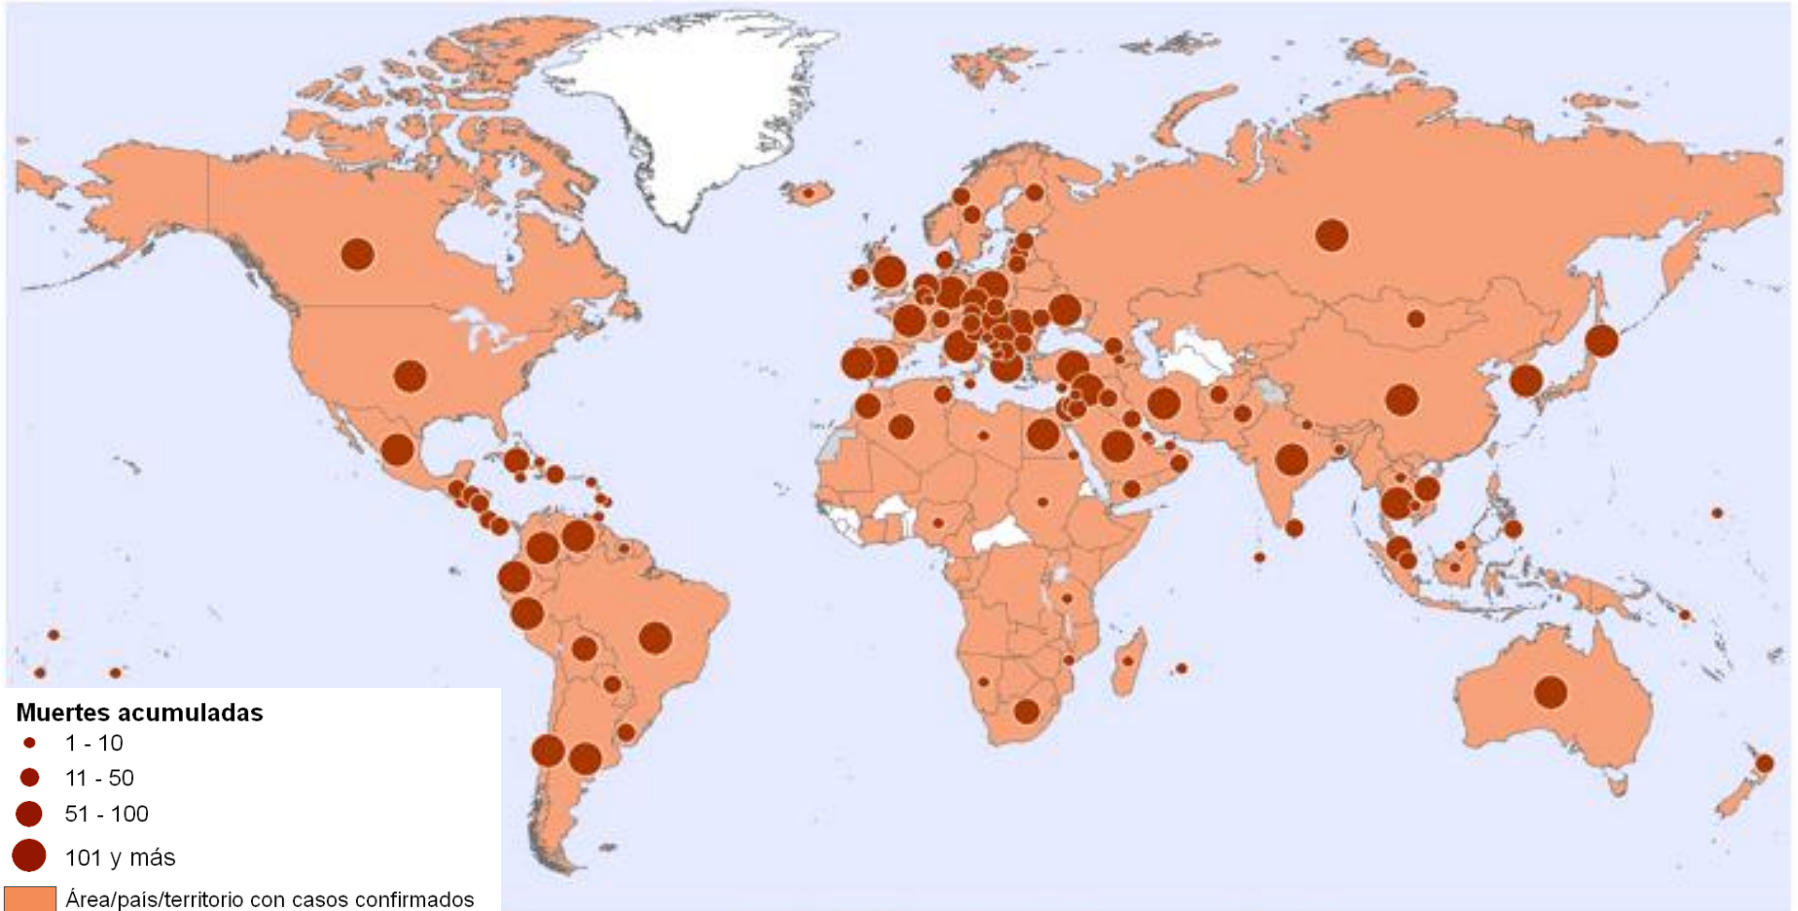 Muertes acumuladas
1 - 10
11 - 50
51 - 100
101 y más
Área/país/territorio con casos confirmados